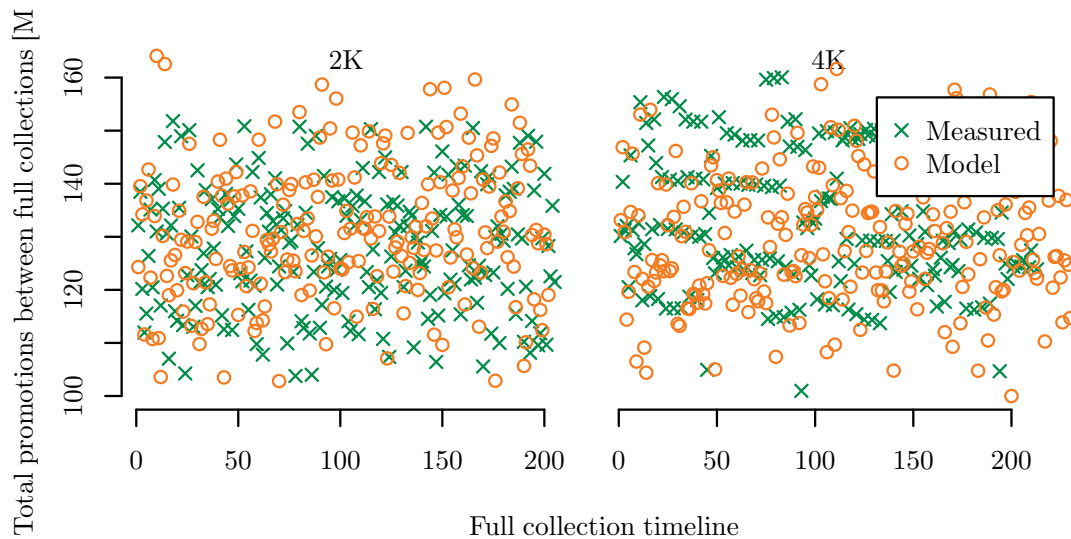 Total promotions between full collections [M
2K
4K
160
140
120
100
Measured
Model
0 50 100 150 200
0 50 100 150 200
Full collection timeline